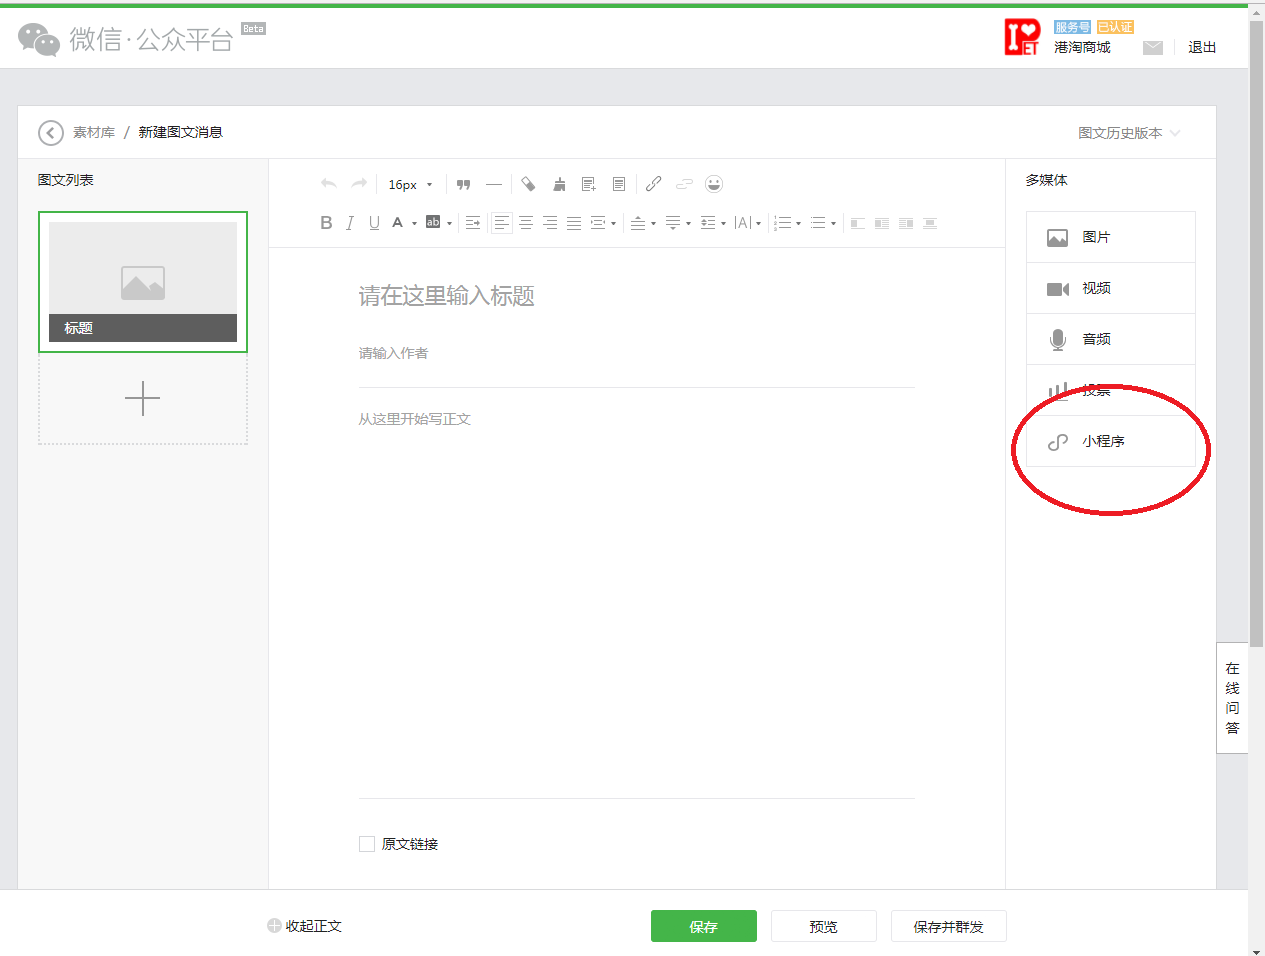 微信·公众平台 Beta
服务号 已认证
港淘商城
退出
I PET
素材库 / 新建图文消息
图文历史版本
图文列表
标题
16px
B I U A ab
|A|
请在这里输入标题
请输入作者
从这里开始写正文
原文链接
多媒体
图片
视频
音频
投票
小程序
在线问答
收起正文
保存
预览
保存并群发